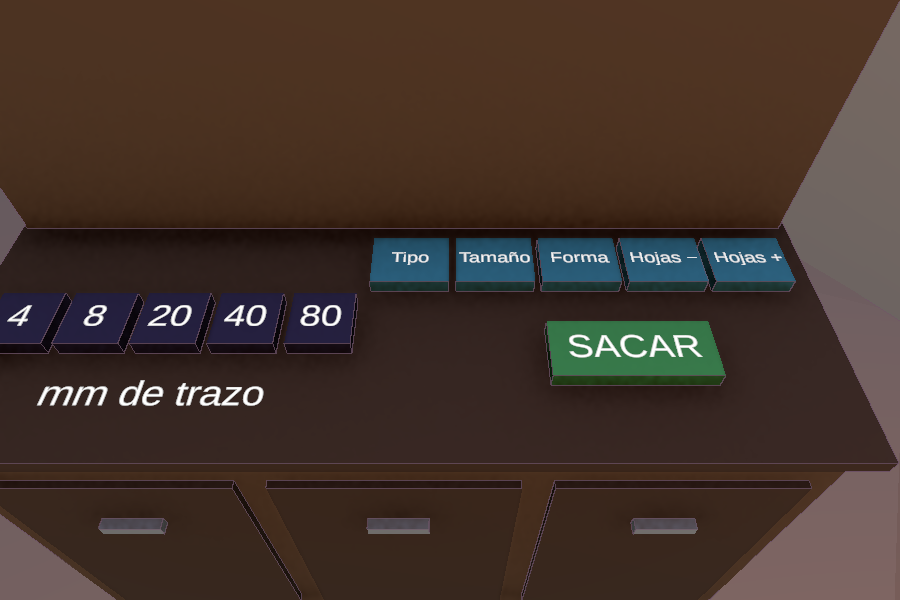 Tipo
Tamaño
Forma
Hojas –
Hojas +
4
8
20
40
80
SACAR
mm de trazo